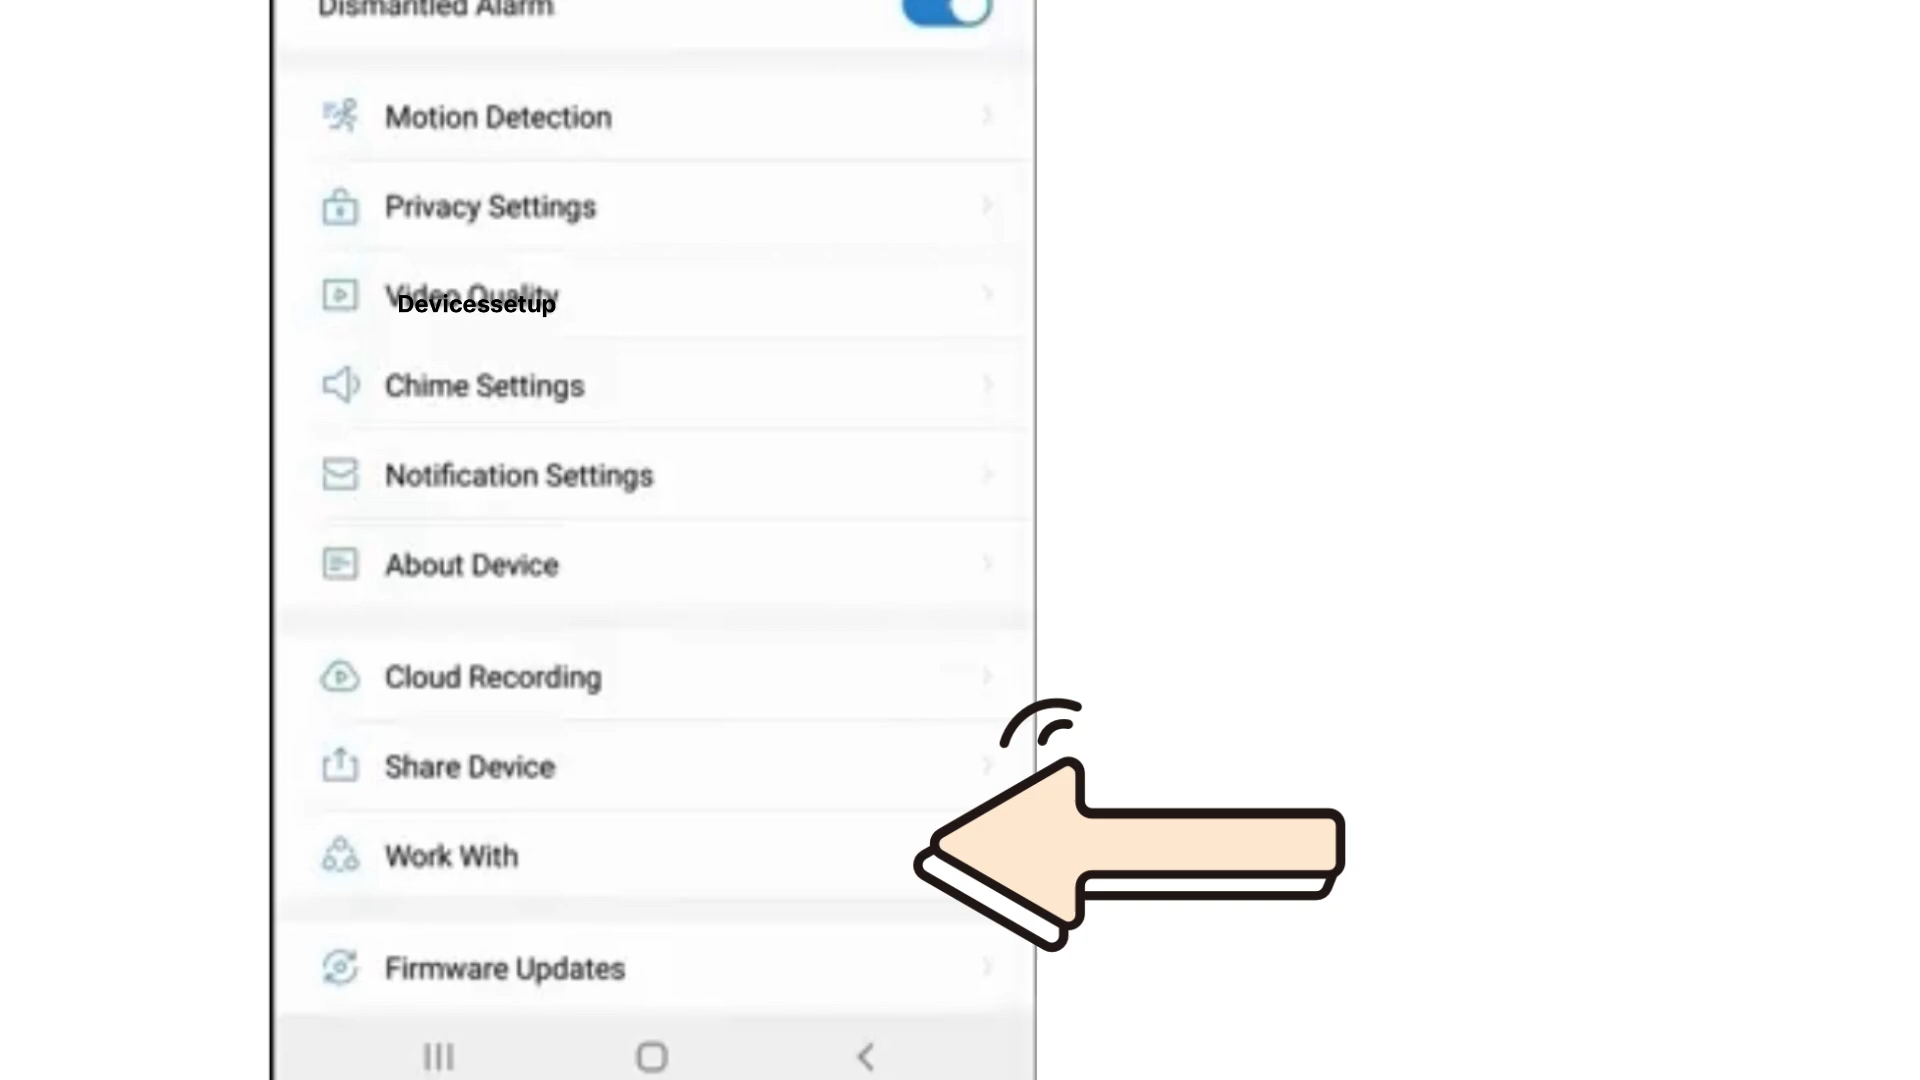 Dismantled Alarm
Motion Detection
Privacy Settings
Video Quality
Devicessetup
Chime Settings
Notification Settings
About Device
Cloud Recording
Share Device
Work With
Firmware Updates